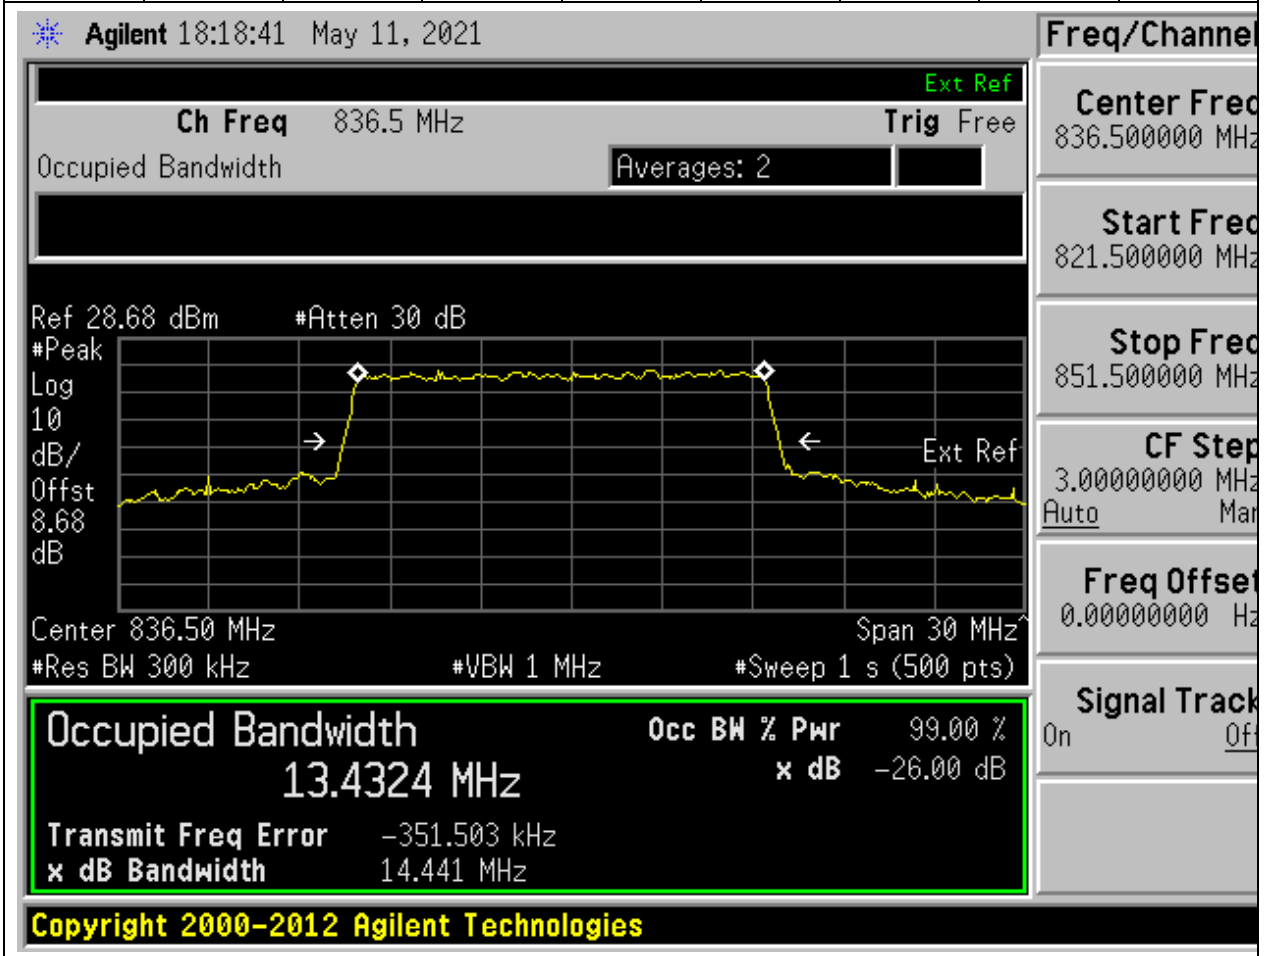 Agilent 18:18:41 May 11, 2021
Freq/Channel
Ext Ref
Ch Freq 836.5 MHz Trig Free
Occupied Bandwidth Averages: 2
Center Freq
836.500000 MHz
Start Freq
821.500000 MHz
Stop Freq
851.500000 MHz
CF Step
3.00000000 MHz
Auto Man
Freq Offset
0.00000000 Hz
Signal Track
On Off
Ref 28.68 dBm #Atten 30 dB
#Peak
Log
10
dB/
Offst
8.68
dB
Ext Ref
Center 836.50 MHz Span 30 MHz^
#Res BW 300 kHz #VBW 1 MHz #Sweep 1 s (500 pts)
Occupied Bandwidth
13.4324 MHz
Occ BW % Pwr 99.00 %
x dB -26.00 dB
Transmit Freq Error -351.503 kHz
x dB Bandwidth 14.441 MHz
Copyright 2000-2012 Agilent Technologies